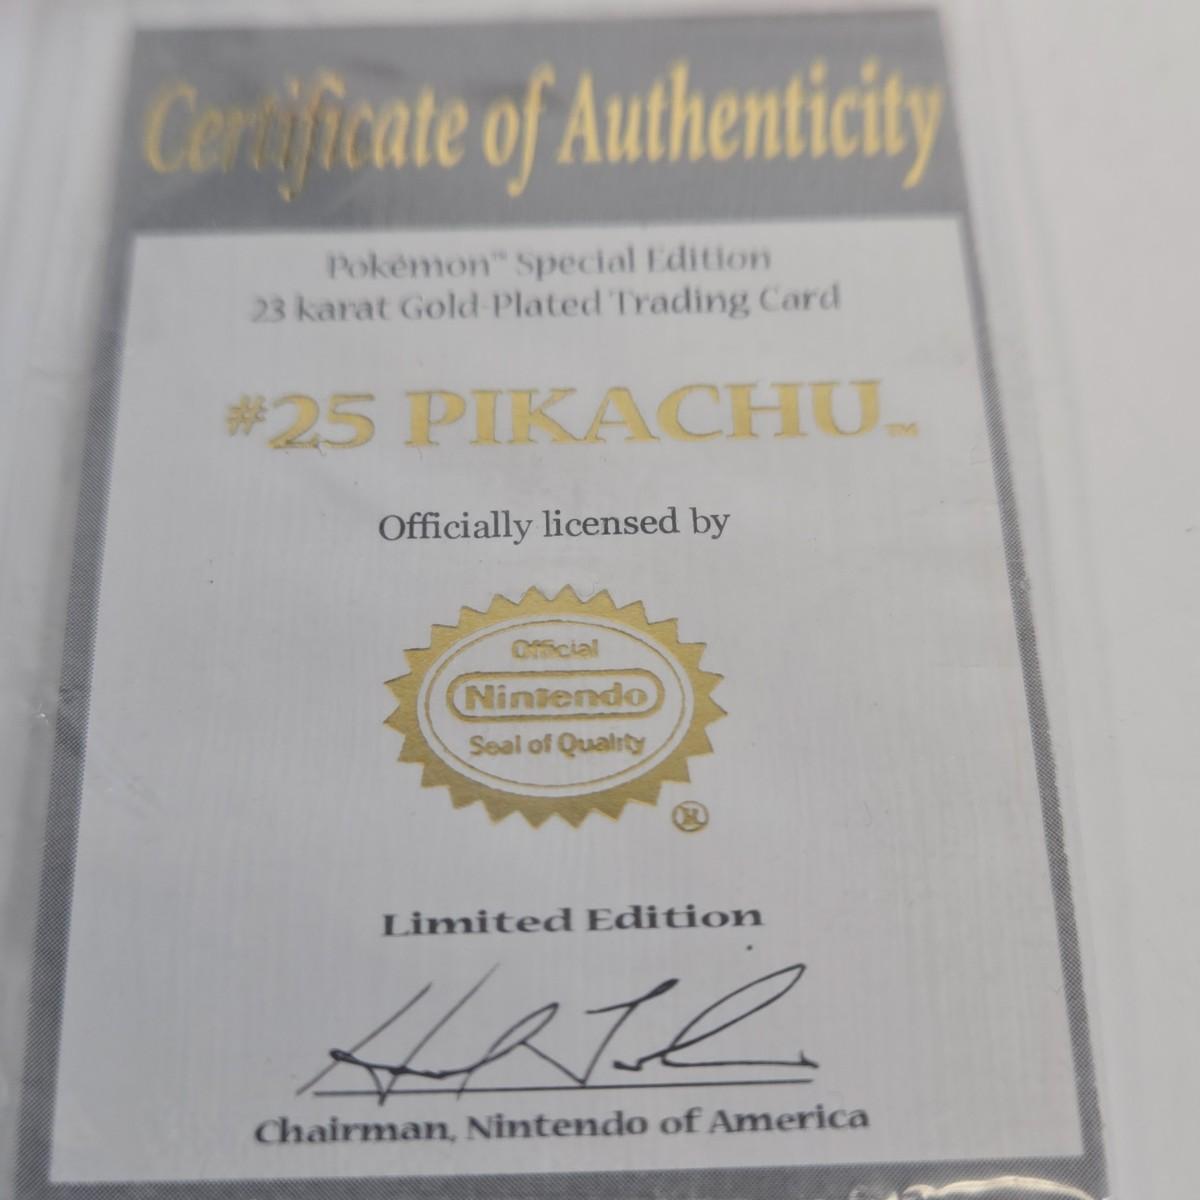 Certificate of Authenticity
Pokémon™ Special Edition
23 karat Gold-Plated Trading Card
#25 PIKACHU™
Officially licensed by
Official
Nintendo
Seal of Quality
®
Limited Edition
Chairman, Nintendo of America